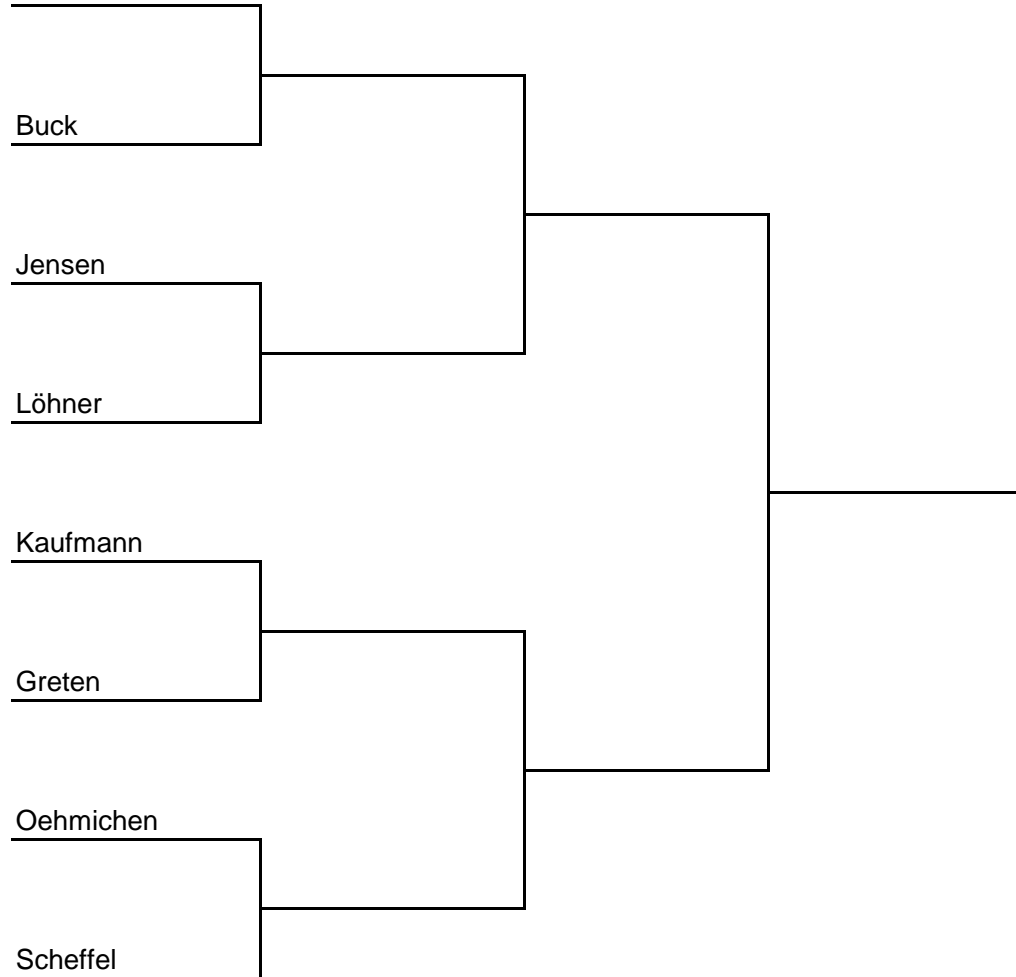 Buck
Jensen
Löhner
Kaufmann
Greten
Oehmichen
Scheffel